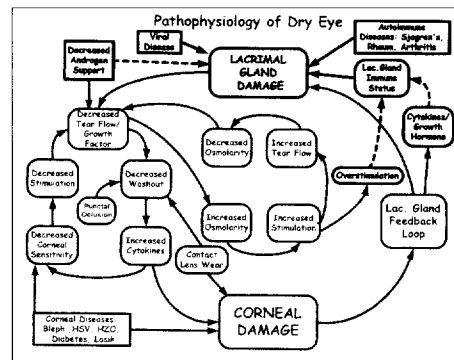 Pathophysiology of Dry Eye
Viral
Disease
Autoimmune
Diseases: Sjogren's,
Rheum. Arthritis
Decreased
Androgen
Support
LACRIMAL
GLAND
DAMAGE
Lac.Gland
Immune
Status
Cytokines/
Growth
Hormone
Decreased
Tear Flow/
Growth
Factor
Decreased
Osmolarity
Increased
Tear Flow
Decreased
Stimulation
Decreased
Washout
Overstimulation
Punctal
Occlusion
Decreased
Corneal
Sensitivity
Increased
Cytokines
Increased
Osmolarity
Increased
Stimulation
Lac. Gland
Feedback
Loop
Contact
Lens Wear
Corneal Diseases:
Bleph, HSV, HZO,
Diabetes, Lasik
CORNEAL
DAMAGE